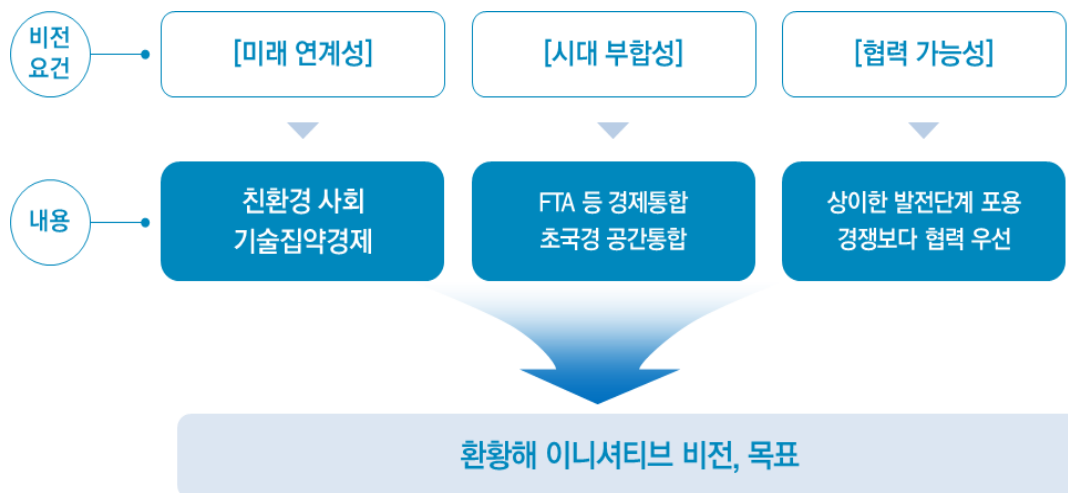 비전
요건
[미래 연계성]
[시대 부합성]
[협력 가능성]
내용
친환경 사회
기술집약경제
FTA 등 경제통합
초국경 공간통합
상이한 발전단계 포용
경쟁보다 협력 우선
환황해 이니셔티브 비전, 목표